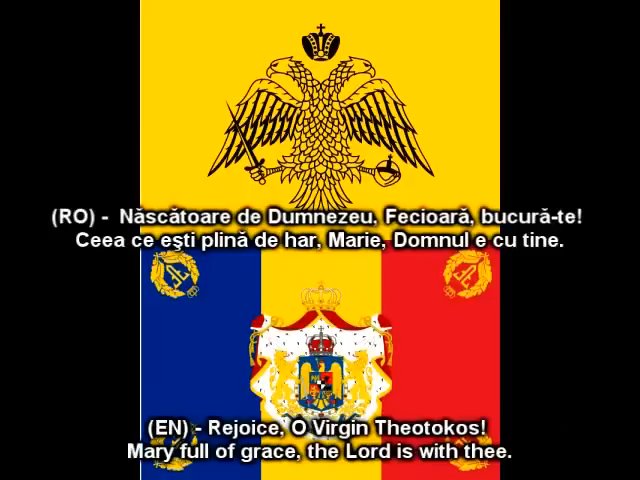 (RO) - Născătoare de Dumnezeu, Fecioară, bucură-te!
Ceea ce eşti plină de har, Marie, Domnul e cu tine.
(EN) - Rejoice, O Virgin Theotokos!
Mary full of grace, the Lord is with thee.